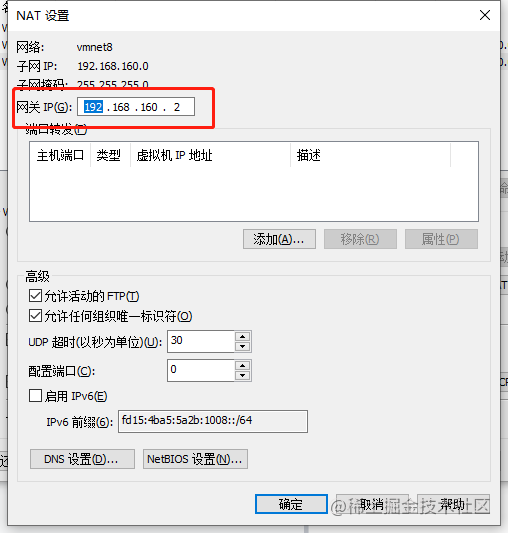 NAT 设置
网络: vmnet8
子网 IP: 192.168.160.0
子网掩码: 255.255.255.0
网关 IP(G): 192 .168 .160 . 2
端口转发(F)
主机端口 类型 虚拟机 IP 地址 描述
添加(A)... 移除(R) 属性(P)
高级
允许活动的 FTP(T)
允许任何组织唯一标识符(O)
UDP 超时(以秒为单位)(U): 30
配置端口(C): 0
启用 IPv6(E)
IPv6 前缀(6): fd15:4ba5:5a2b:1008::/64
DNS 设置(D)... NetBIOS 设置(N)...
确定 取消 帮助
@稀土掘金技术社区